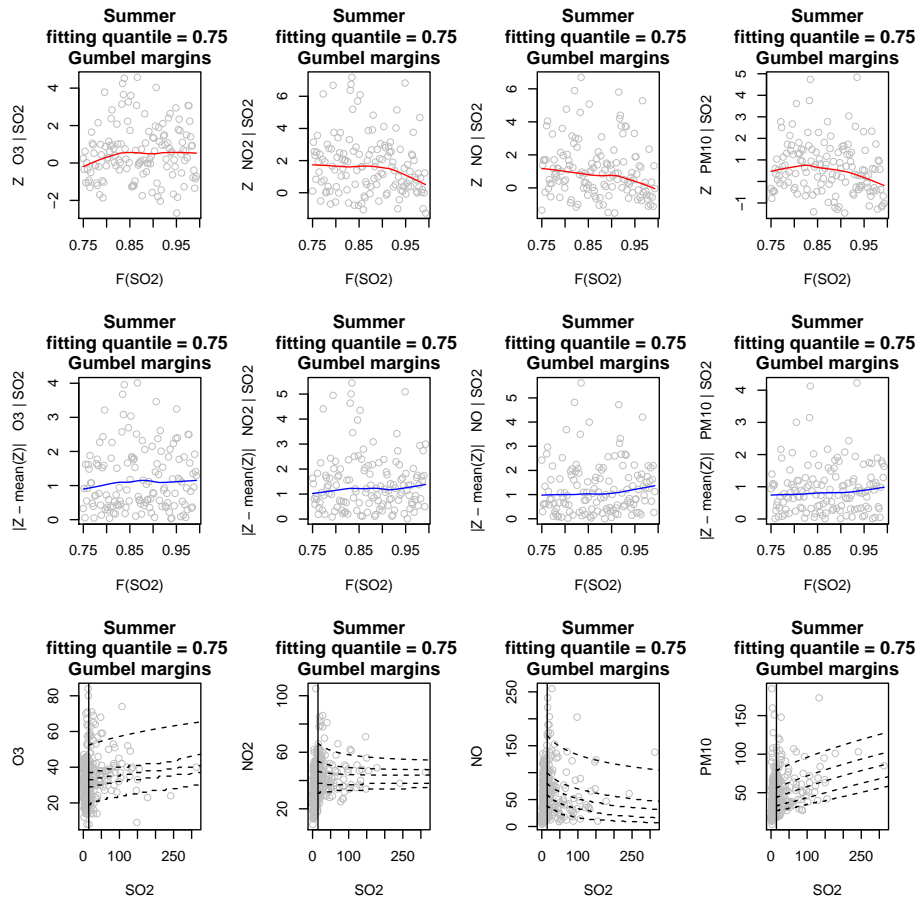 Summer
fitting quantile = 0.75
Gumbel margins
Z   O3 | SO2
−2
0
2
4
0.75
0.85
0.95
F(SO2)
Summer
fitting quantile = 0.75
Gumbel margins
Z   NO2 | SO2
0
2
4
6
0.75
0.85
0.95
F(SO2)
Summer
fitting quantile = 0.75
Gumbel margins
Z   NO | SO2
0
2
4
6
0.75
0.85
0.95
F(SO2)
Summer
fitting quantile = 0.75
Gumbel margins
Z   PM10 | SO2
−1
1
2
3
4
5
0.75
0.85
0.95
F(SO2)
Summer
fitting quantile = 0.75
Gumbel margins
|Z − mean(Z)|   O3 | SO2
0
1
2
3
4
0.75
0.85
0.95
F(SO2)
Summer
fitting quantile = 0.75
Gumbel margins
|Z − mean(Z)|   NO2 | SO2
0
1
2
3
4
5
0.75
0.85
0.95
F(SO2)
Summer
fitting quantile = 0.75
Gumbel margins
|Z − mean(Z)|   NO | SO2
0
1
2
3
4
5
0.75
0.85
0.95
F(SO2)
Summer
fitting quantile = 0.75
Gumbel margins
|Z − mean(Z)|   PM10 | SO2
0
1
2
3
4
0.75
0.85
0.95
F(SO2)
Summer
fitting quantile = 0.75
Gumbel margins
O3
20
40
60
80
0
100
250
SO2
Summer
fitting quantile = 0.75
Gumbel margins
NO2
20
60
100
0
100
250
SO2
Summer
fitting quantile = 0.75
Gumbel margins
NO
0
50
150
250
0
100
250
SO2
Summer
fitting quantile = 0.75
Gumbel margins
PM10
50
100
150
0
100
250
SO2